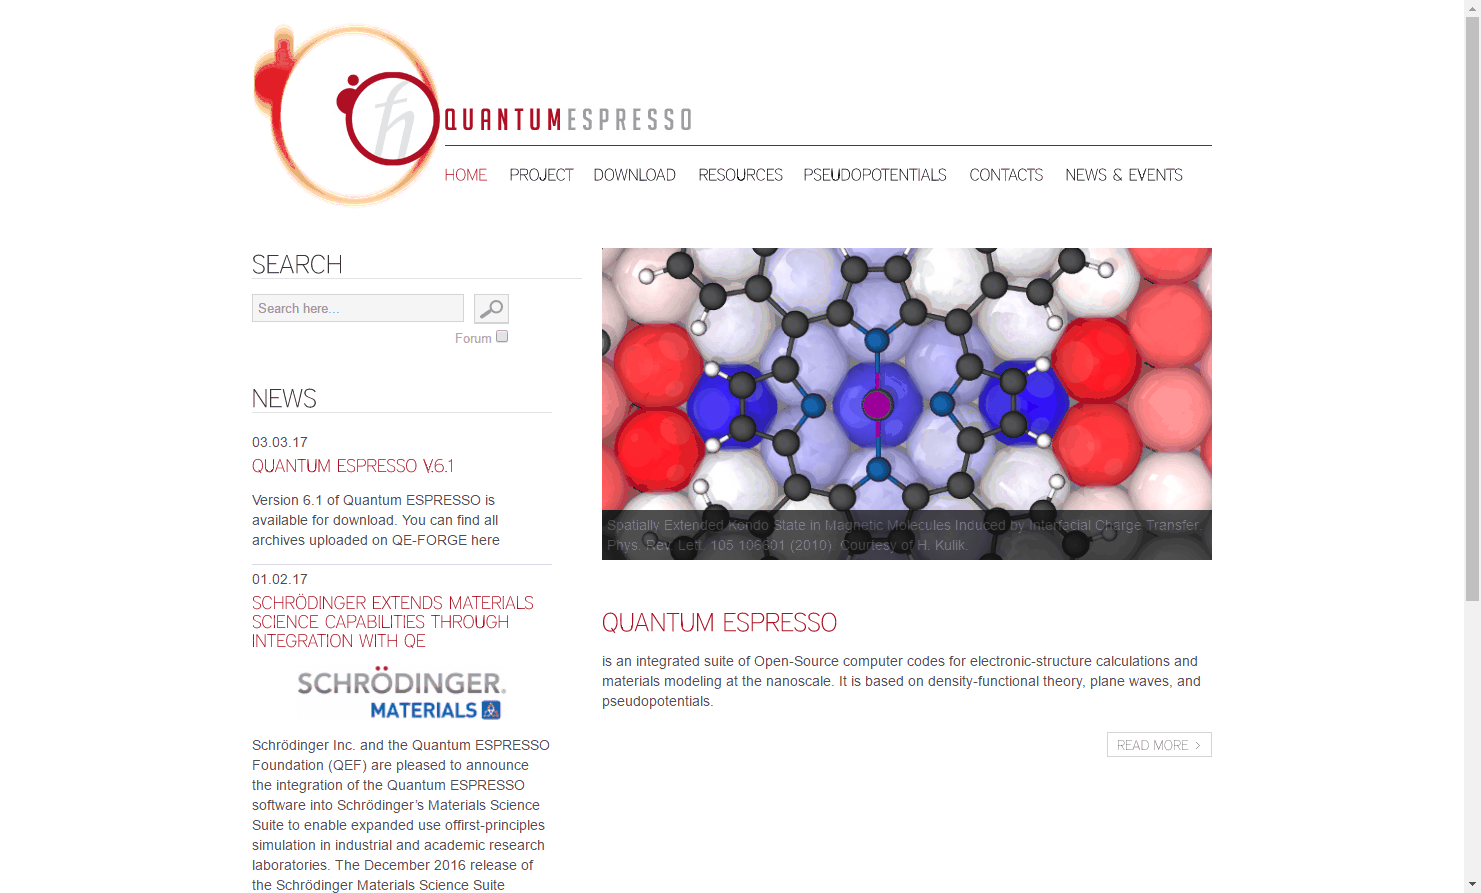 ℏ
QUANTUMESPRESSO
HOME PROJECT DOWNLOAD RESOURCES PSEUDOPOTENTIALS CONTACTS NEWS & EVENTS
SEARCH
Search here...
Forum
NEWS
03.03.17
QUANTUM ESPRESSO V.6.1
Version 6.1 of Quantum ESPRESSO is
available for download. You can find all
archives uploaded on QE-FORGE here
01.02.17
SCHRÖDINGER EXTENDS MATERIALS
SCIENCE CAPABILITIES THROUGH
INTEGRATION WITH QE
SCHRÖDINGER.
MATERIALS
Schrödinger Inc. and the Quantum ESPRESSO
Foundation (QEF) are pleased to announce
the integration of the Quantum ESPRESSO
software into Schrödinger’s Materials Science
Suite to enable expanded use offirst-principles
simulation in industrial and academic research
laboratories. The December 2016 release of
the Schrödinger Materials Science Suite
Spatially Extended Kondo State in Magnetic Molecules Induced by Interfacial Charge Transfer.
Phys. Rev. Lett. 105 106601 (2010). Courtesy of H. Kulik.
QUANTUM ESPRESSO
is an integrated suite of Open-Source computer codes for electronic-structure calculations and
materials modeling at the nanoscale. It is based on density-functional theory, plane waves, and
pseudopotentials.
READ MORE >